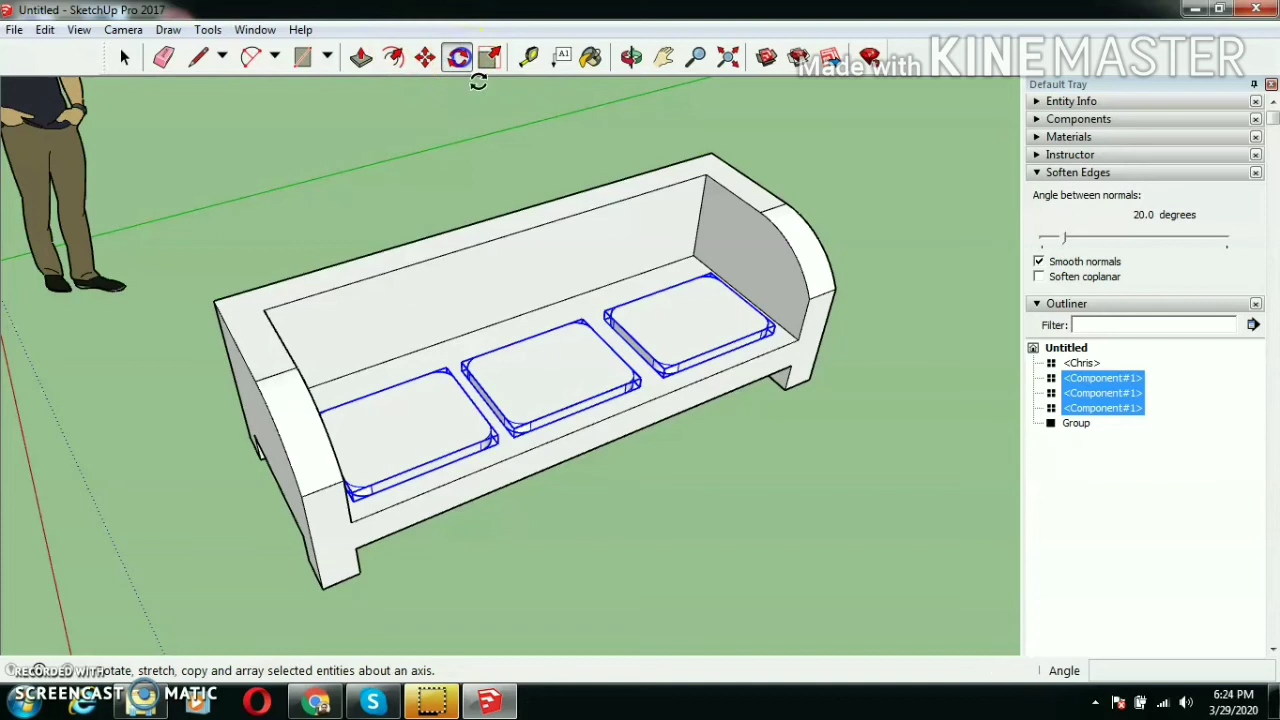 Untitled - SketchUp Pro 2017
File Edit Camera Draw Tools Window Help
A1
Made with KINEMASTER
Default Tray
Entity Info
Components
Materials
Instructor
Soften Edges
Angle between normals:
20.0 degrees
Smooth normals
Soften coplanar
Outliner
Filter:
Untitled
<Chris>
<Component#1>
<Component#1>
<Component#1>
Group
otate, stretch, copy and array selected entities about an axis.
Angle
RECORDED WITH
SCREENCAST MATIC
6:24 PM
3/29/2020